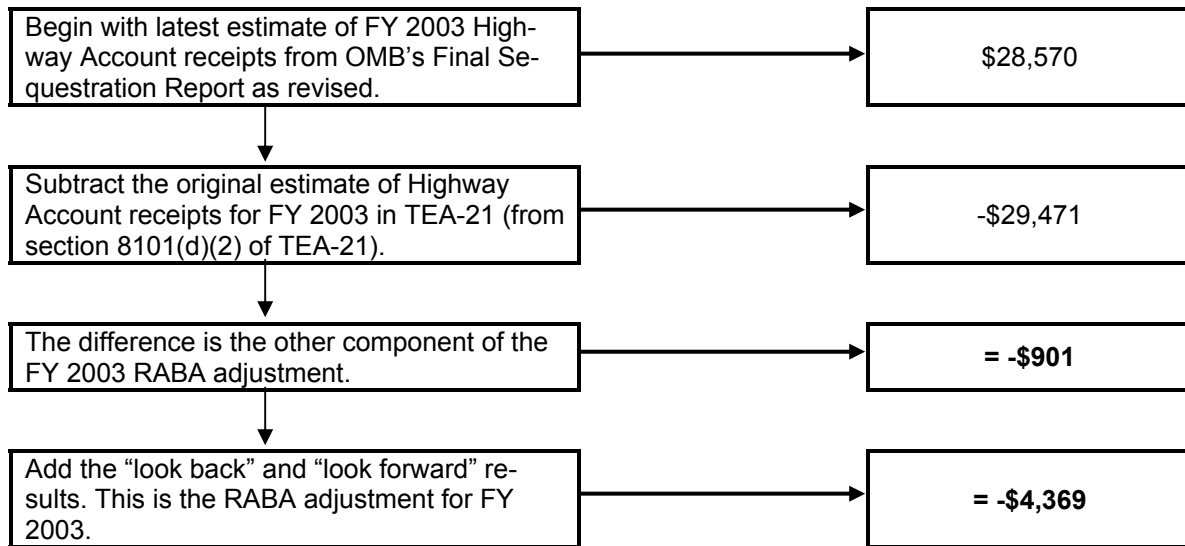 Begin with latest estimate of FY 2003 High-
way Account receipts from OMB's Final Se-
questration Report as revised.
$28,570
Subtract the original estimate of Highway
Account receipts for FY 2003 in TEA-21 (from
section 8101(d)(2) of TEA-21).
-$29,471
The difference is the other component of the
FY 2003 RABA adjustment.
= -$901
Add the “look back” and “look forward” re-
sults. This is the RABA adjustment for FY
2003.
= -$4,369